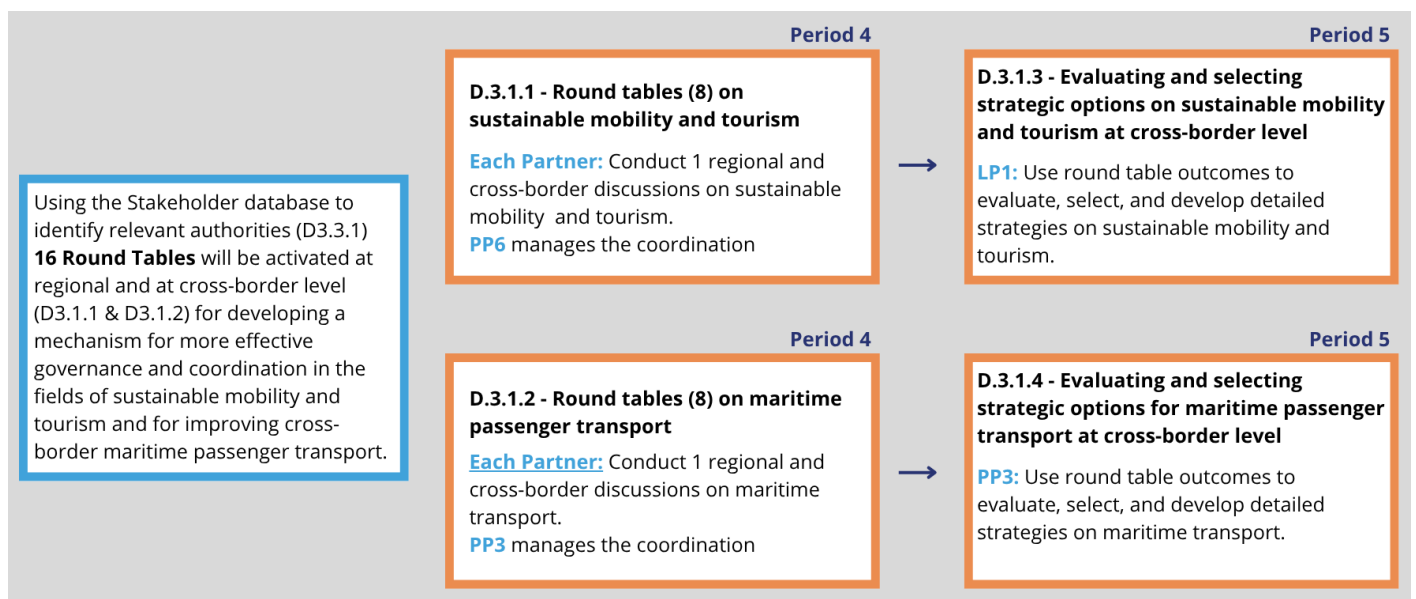 Using the Stakeholder database to
identify relevant authorities (D3.3.1)
16 Round Tables will be activated at
regional and at cross-border level
(D3.1.1 & D3.1.2) for developing a
mechanism for more effective
governance and coordination in the
fields of sustainable mobility and
tourism and for improving cross-
border maritime passenger transport.
Period 4
D.3.1.1 - Round tables (8) on
sustainable mobility and tourism
Each Partner: Conduct 1 regional and
cross-border discussions on sustainable
mobility  and tourism.
PP6 manages the coordination
Period 5
D.3.1.3 - Evaluating and selecting
strategic options on sustainable mobility
and tourism at cross-border level
LP1: Use round table outcomes to
evaluate, select, and develop detailed
strategies on sustainable mobility and
tourism.
Period 4
D.3.1.2 - Round tables (8) on maritime
passenger transport
Each Partner: Conduct 1 regional and
cross-border discussions on maritime
transport.
PP3 manages the coordination
Period 5
D.3.1.4 - Evaluating and selecting
strategic options for maritime passenger
transport at cross-border level
PP3: Use round table outcomes to
evaluate, select, and develop detailed
strategies on maritime transport.